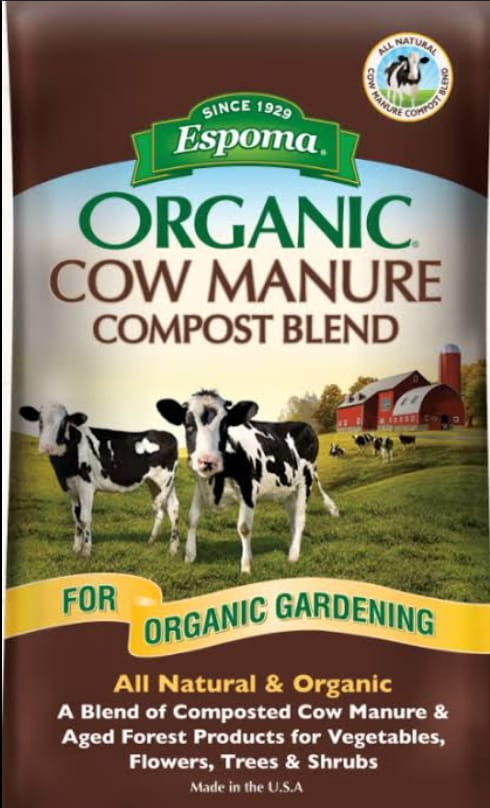 ALL NATURAL
COW MANURE COMPOST BLEND
SINCE 1929
Espoma®
ORGANIC®
COW MANURE
COMPOST BLEND
FOR
ORGANIC GARDENING
All Natural & Organic
A Blend of Composted Cow Manure &
Aged Forest Products for Vegetables,
Flowers, Trees & Shrubs
Made in the U.S.A